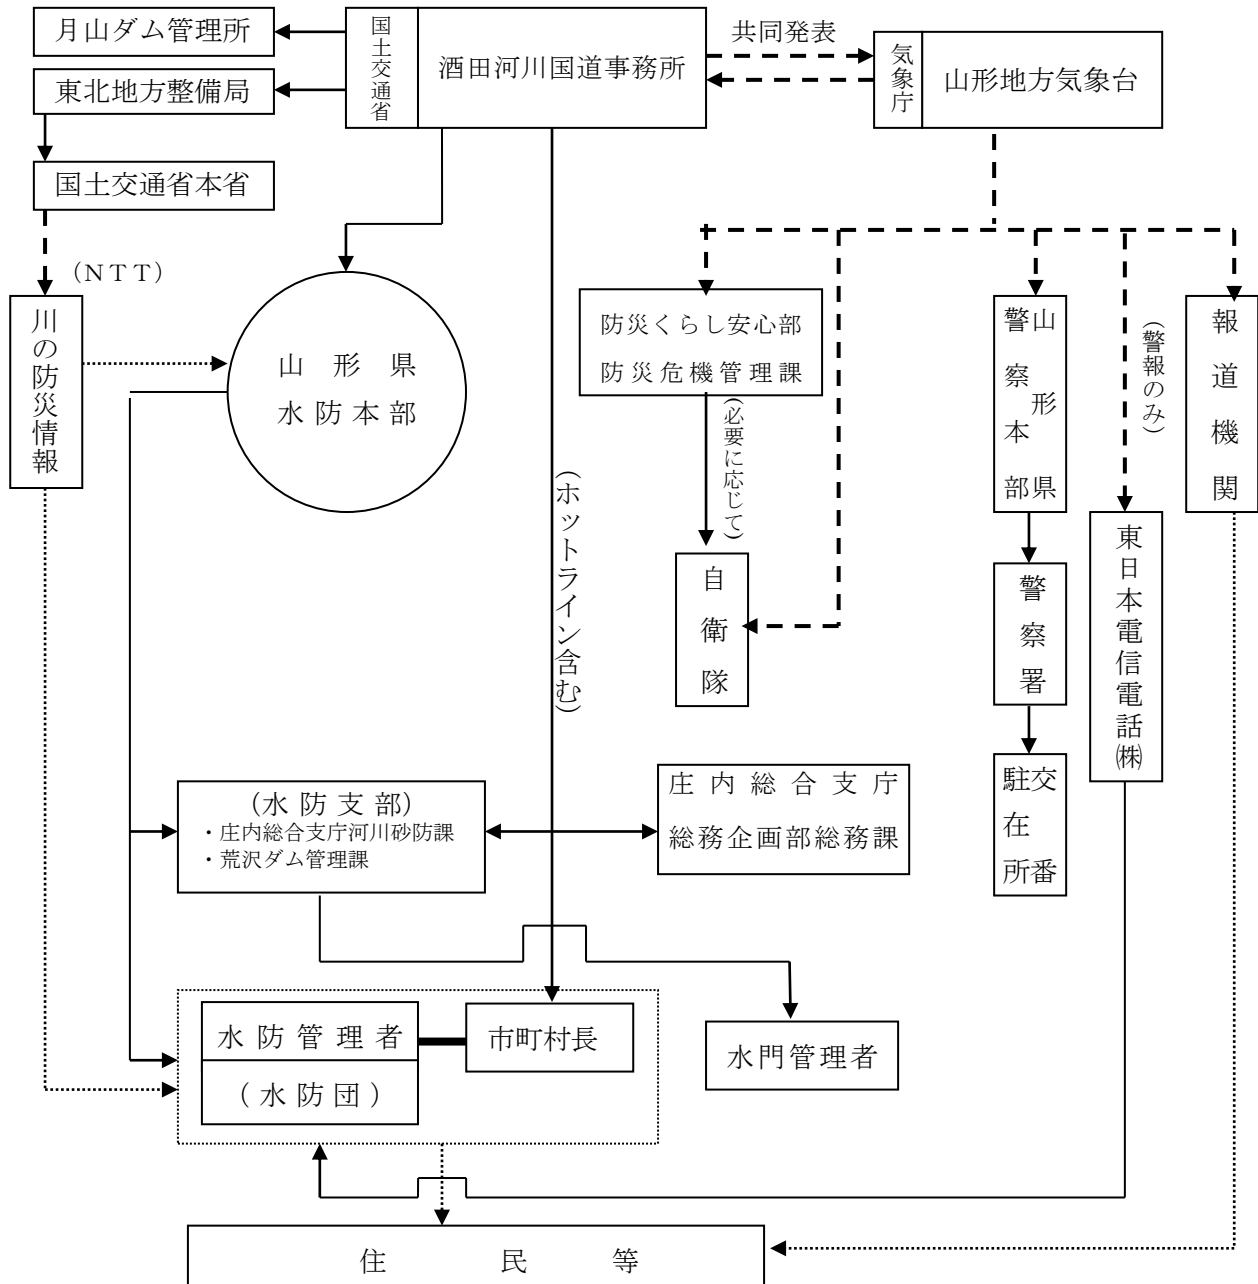 月山ダム管理所
東北地方整備局
国土交通省本省
国土交通省
酒田河川国道事務所
共同発表
気象庁
山形地方気象台
（ＮＴＴ）
川の防災情報
山形県
水防本部
防災くらし安心部
防災危機管理課
（必要に応じて）
自衛隊
（ホットライン含む）
山形県
警察本部
警察署
交番
駐在所
（警報のみ）
東日本電信電話㈱
報道機関
（水防支部）
・庄内総合支庁河川砂防課
・荒沢ダム管理課
庄内総合支庁
総務企画部総務課
水防管理者
（水防団）
市町村長
水門管理者
住民等